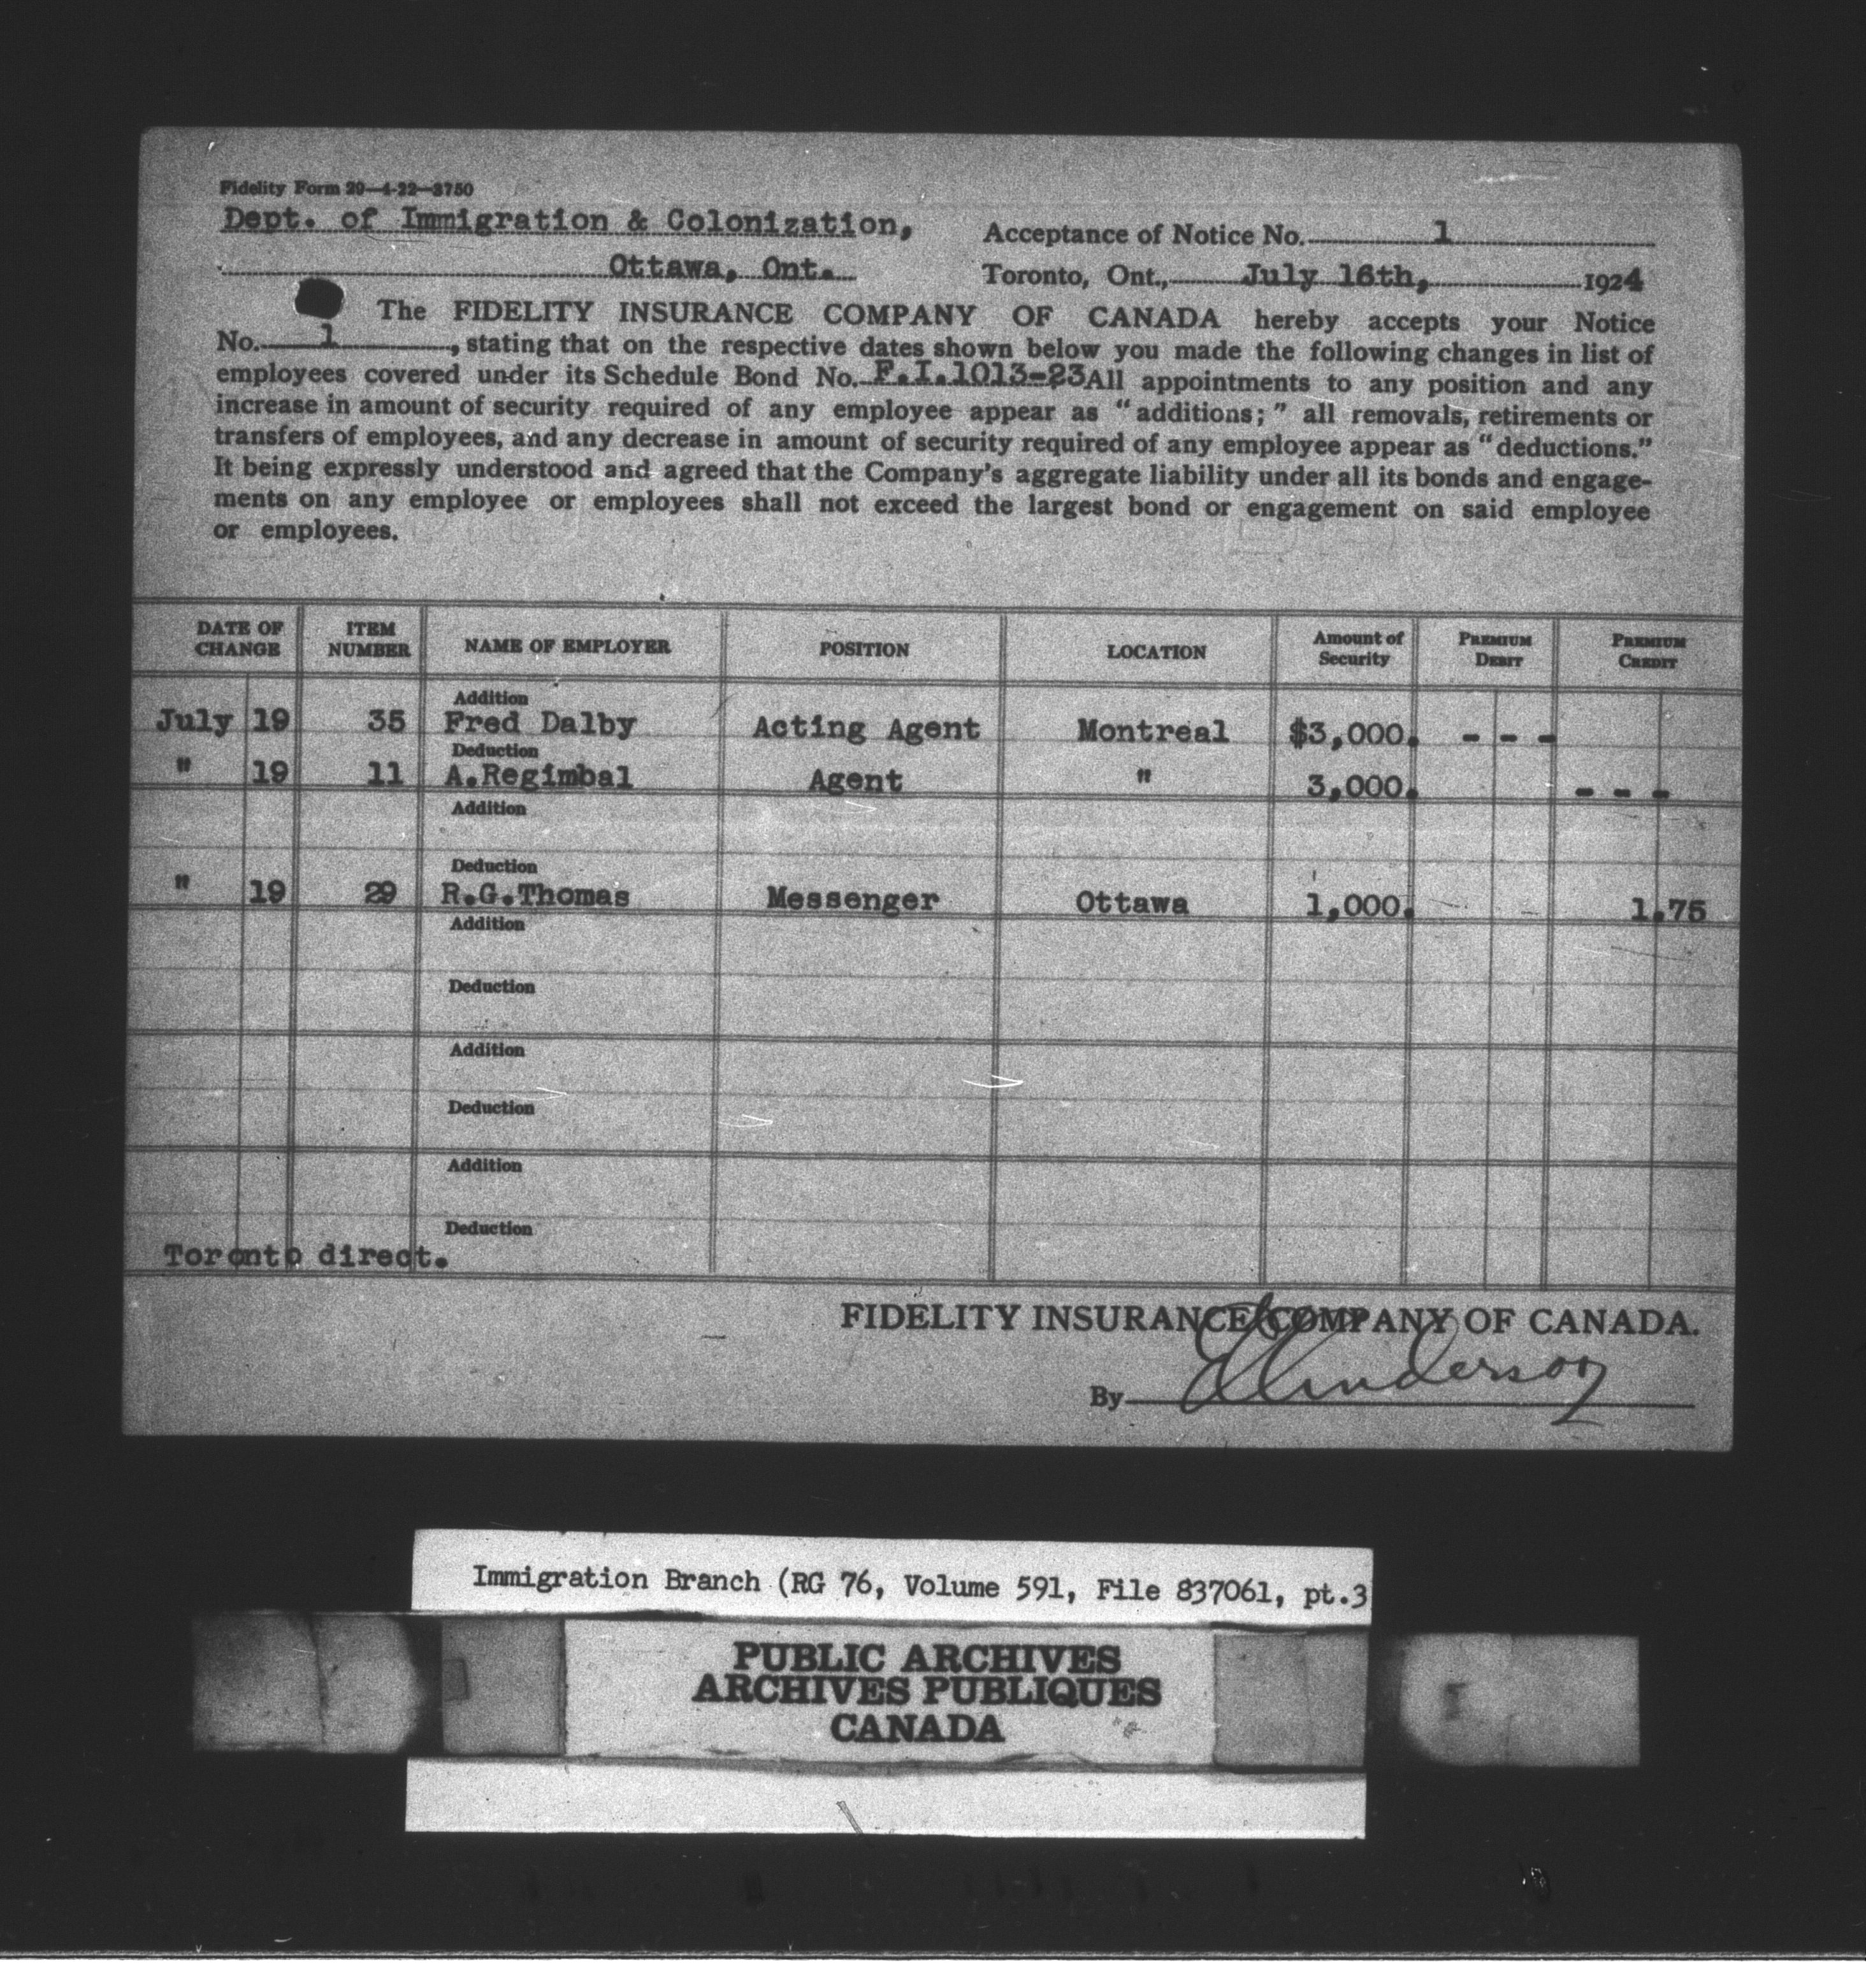 Fidelity Form 29—4-22—3750
Dept. of Immigration & Colonization,
Ottawa, Ont.
Acceptance of Notice No. 1
Toronto, Ont., July 16th, 1924
The FIDELITY INSURANCE COMPANY OF CANADA hereby accepts your Notice
No. 1, stating that on the respective dates shown below you made the following changes in list of
employees covered under its Schedule Bond No. F.I.1013-23 All appointments to any position and any
increase in amount of security required of any employee appear as "additions;" all removals, retirements or
transfers of employees, and any decrease in amount of security required of any employee appear as "deductions."
It being expressly understood and agreed that the Company's aggregate liability under all its bonds and engage-
ments on any employee or employees shall not exceed the largest bond or engagement on said employee
or employees.
DATE OF CHANGE ITEM NUMBER NAME OF EMPLOYER POSITION LOCATION Amount of Security PREMIUM DEBIT PREMIUM CREDIT
Addition
July 19 35 Fred Dalby Acting Agent Montreal $3,000. - - -
Deduction
" 19 11 A.Regimbal Agent " 3,000. - - -
Addition
Deduction
" 19 29 R.G.Thomas Messenger Ottawa 1,000. 1.75
Addition
Deduction
Addition
Deduction
Addition
Deduction
Toronto direct.
FIDELITY INSURANCE COMPANY OF CANADA.
By Anderson
Immigration Branch (RG 76, Volume 591, File 837061, pt.3
PUBLIC ARCHIVES
ARCHIVES PUBLIQUES
CANADA